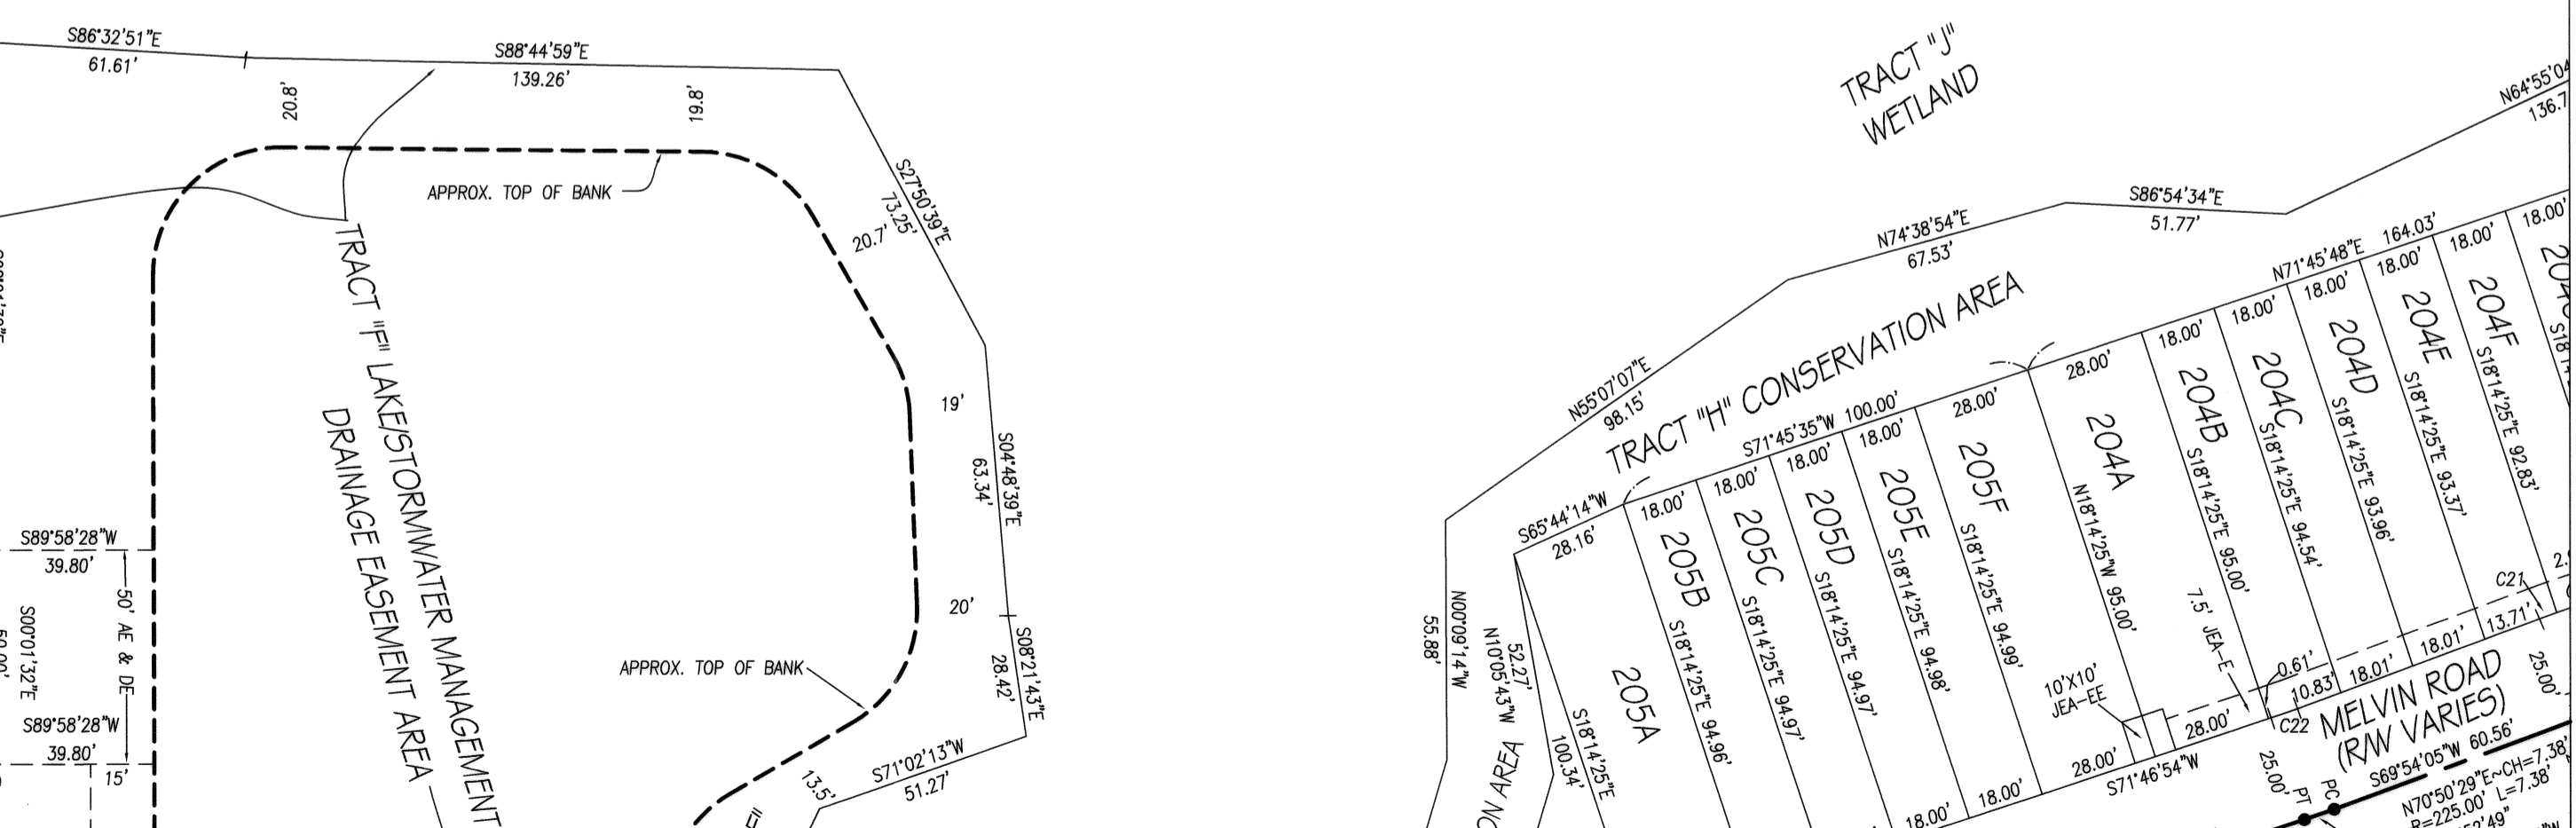 S86°32'51"E
61.61'
S88°44'59"E
139.26'
20.8'
19.8'
APPROX. TOP OF BANK
S27°50'39"E
73.25'
20.7'
TRACT "F" LAKE/STORMWATER MANAGEMENT
DRAINAGE EASEMENT AREA
19'
S04°48'39"E
63.34'
20'
S08°21'43"E
28.42'
APPROX. TOP OF BANK
S71°02'13"W
51.27'
13.5'
S89°58'28"W
39.80'
50' AE & DE
S00°01'32"E
S89°58'28"W
39.80'
15'
TRACT "J"
WETLAND
N64°55'04
136.7
S86°54'34"E
51.77'
N74°38'54"E
67.53'
N55°07'07"E
98.15'
TRACT "H" CONSERVATION AREA
N71°45'48"E 164.03'
S71°45'35"W 100.00'
S65°44'14"W
28.16'
18.00'
18.00'
18.00'
18.00'
28.00'
28.00'
18.00'
18.00'
18.00'
18.00'
18.00'
18.00'
N00°09'14"W
55.88'
N10°05'43"W
52.27'
ON AREA
S18°14'25"E
100.34'
205A
S18°14'25"E 94.96'
205B
S18°14'25"E 94.97'
205C
S18°14'25"E 94.97'
205D
S18°14'25"E 94.98'
205E
S18°14'25"E 94.99'
205F
N18°14'25"W 95.00'
204A
S18°14'25"E 95.00'
204B
S18°14'25"E 94.54'
204C
S18°14'25"E 93.96'
204D
S18°14'25"E 93.37'
204E
S18°14'25"E 92.83'
204F
10'X10'
JEA-EE
7.5' JEA-E
0.61'
10.83'
18.01'
18.01'
13.71'
C21
C22
28.00'
28.00'
18.00'
18.00'
S71°46'54"W
MELVIN ROAD
(R/W VARIES)
25.00'
25.00'
PT
PC
S69°54'05"W 60.56'
N70°50'29"E~CH=7.38'
R=225.00' L=7.38'